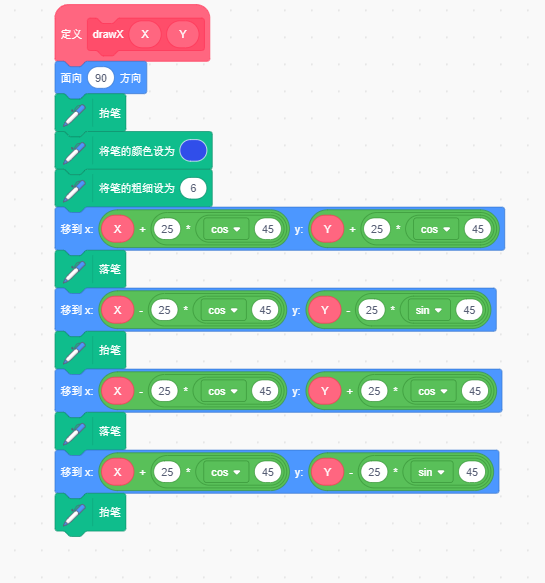 定义 drawX X Y
面向 90 方向
抬笔
将笔的颜色设为
将笔的粗细设为 6
移到 x: X + 25 * cos 45 y: Y + 25 * cos 45
落笔
移到 x: X - 25 * cos 45 y: Y - 25 * sin 45
抬笔
移到 x: X - 25 * cos 45 y: Y + 25 * cos 45
落笔
移到 x: X + 25 * cos 45 y: Y - 25 * sin 45
抬笔